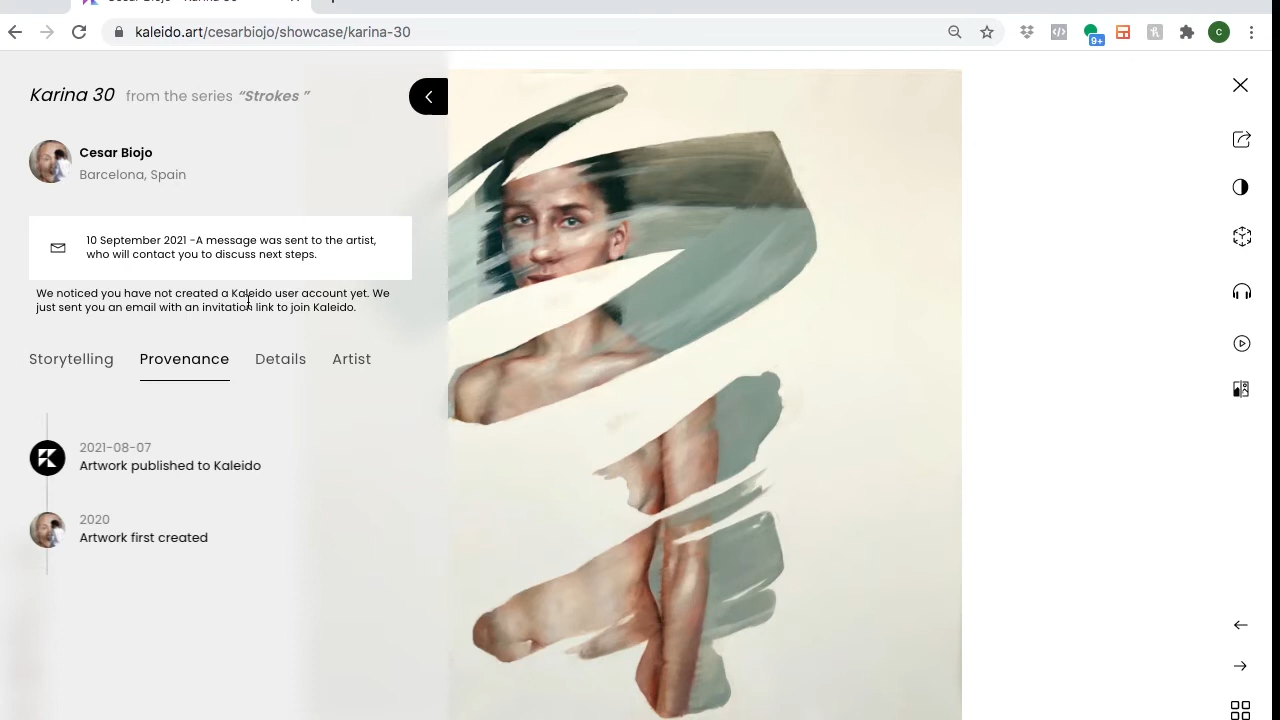 kaleido.art/cesarbiojo/showcase/karina-30
9+
C
Karina 30 from the series “Strokes ”
Cesar Biojo
Barcelona, Spain
10 September 2021 -A message was sent to the artist,
who will contact you to discuss next steps.
We noticed you have not created a Kaleido user account yet. We
just sent you an email with an invitation link to join Kaleido.
Storytelling Provenance Details Artist
2021-08-07
Artwork published to Kaleido
2020
Artwork first created